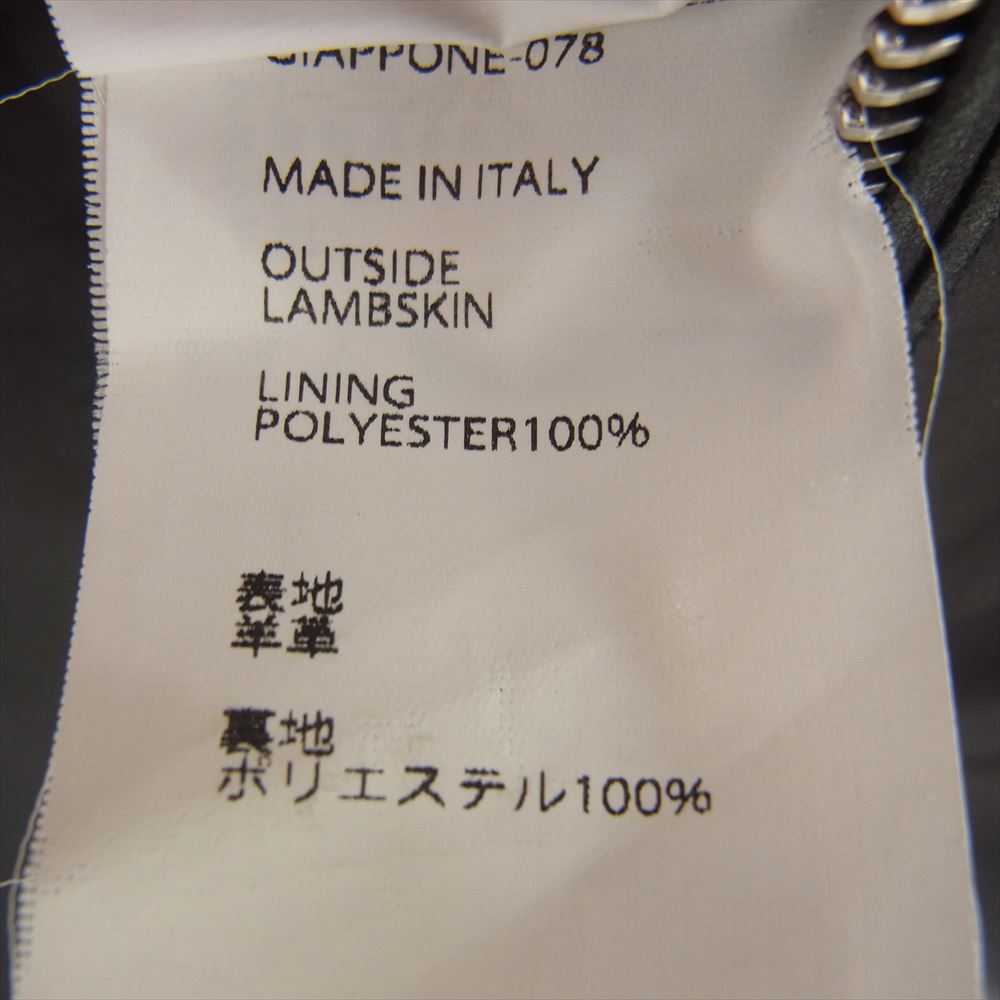 GIAPPONE-078
MADE IN ITALY
OUTSIDE
LAMBSKIN
LINING
POLYESTER100%
表地
羊革
裏地
ポリエステル100%